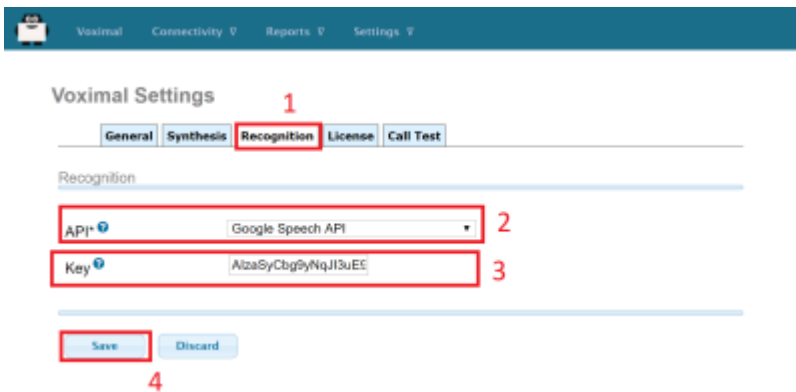 Voximal Connectivity ∇ Reports ∇ Settings ∇
Voximal Settings
1
General Synthesis Recognition License Call Test
Recognition
API* ? Google Speech API ▼ 2
Key ? AIzaSyCbg9yNqJI3uES 3
Save Discard
4